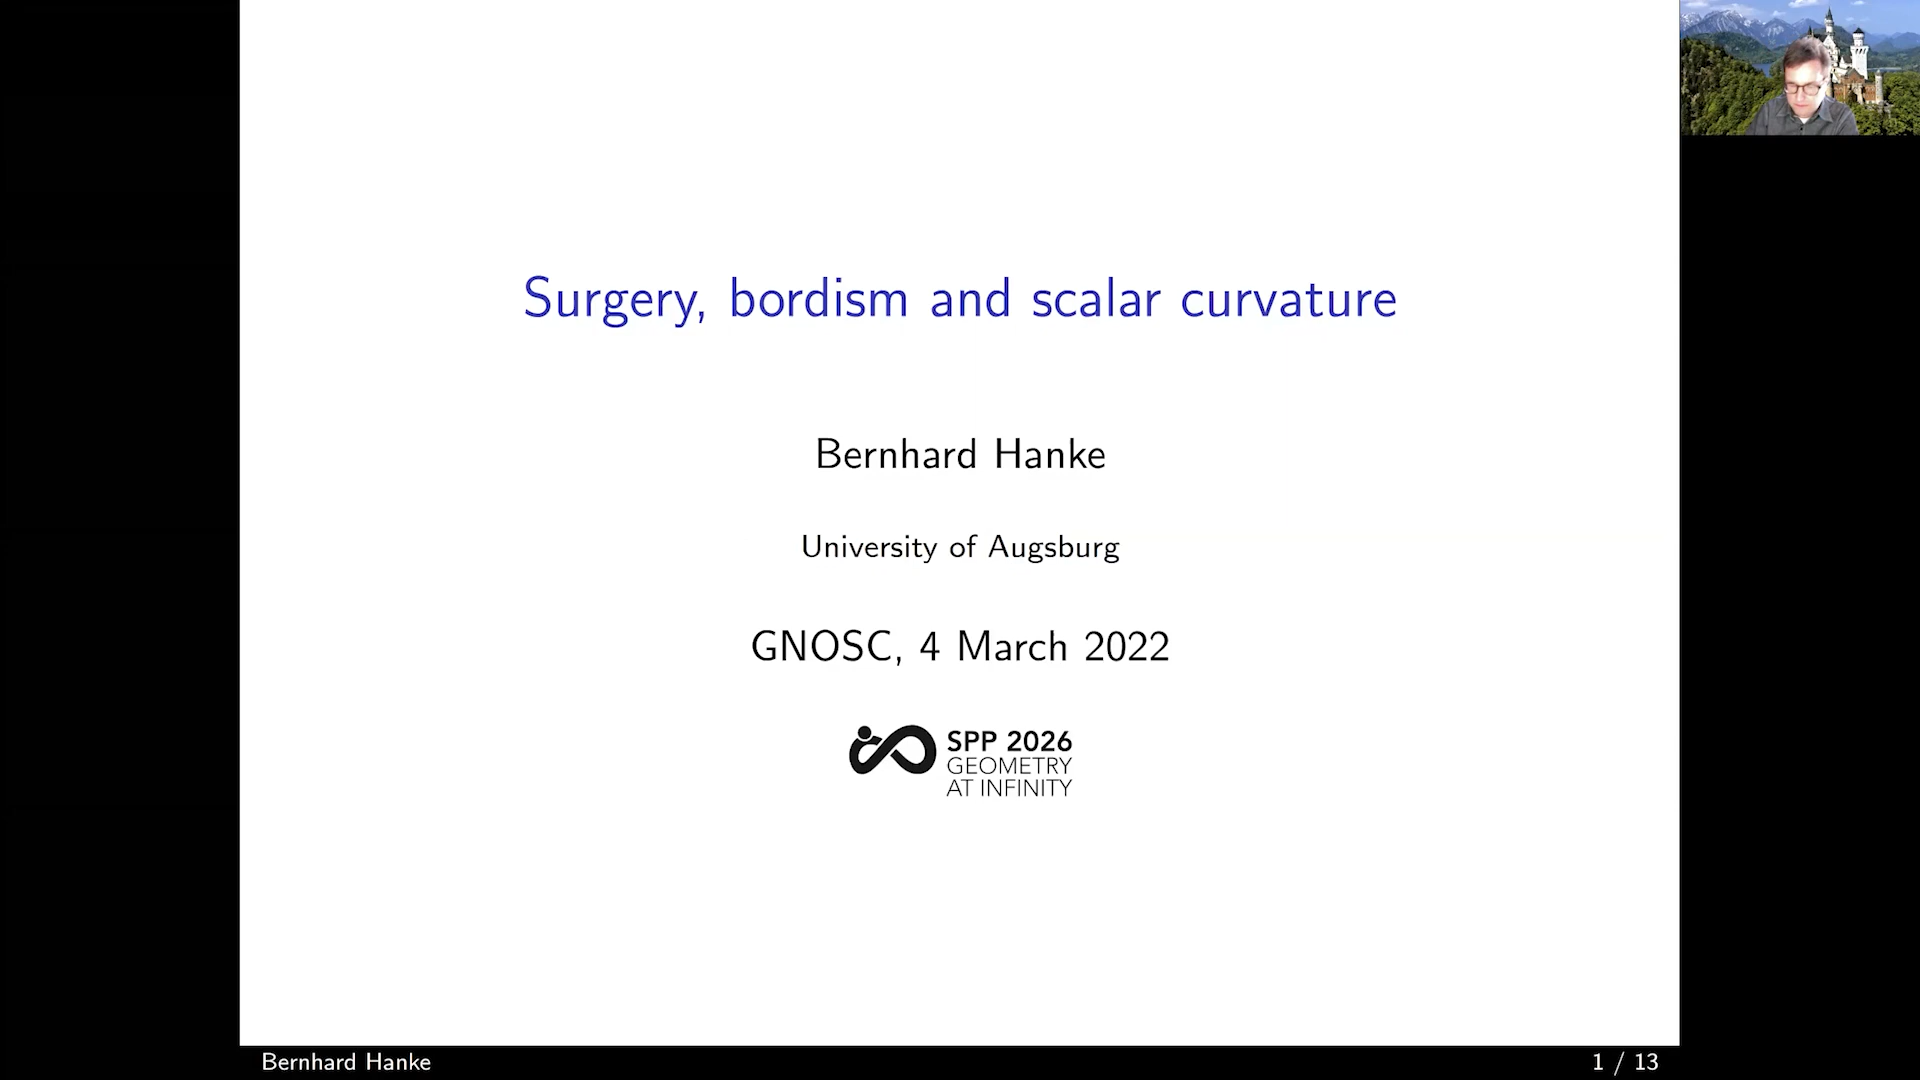 Surgery, bordism and scalar curvature
Bernhard Hanke
University of Augsburg
GNOSC, 4 March 2022
SPP 2026
GEOMETRY
AT INFINITY
Bernhard Hanke
1 / 13